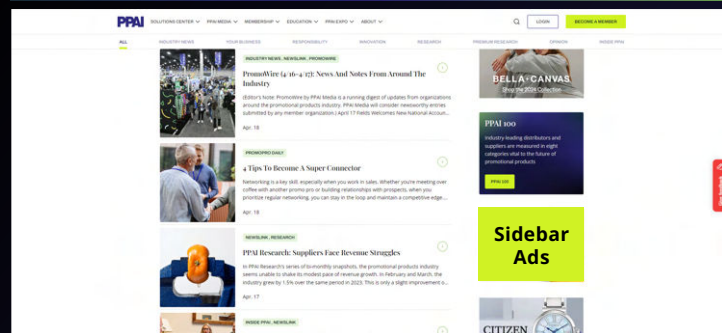 PPAI SOLUTIONS CENTER PPAI MEDIA MEMBERSHIP EDUCATION PPAI EXPO ABOUT LOGIN BECOME A MEMBER
ALL INDUSTRY NEWS YOUR BUSINESS RESPONSIBILITY INNOVATION RESEARCH PREMIUM RESEARCH OPINION INSIDE PPAI
INDUSTRY NEWS, NEWSLINK, PROMOWIRE
PromoWire (4/16-4/17): News And Notes From Around The
Industry
(Editor's Note: PromoWire by PPAI Media is a running digest of updates from organizations
around the promotional products industry. PPAI Media will consider newsworthy entries
submitted by any member organization.) April 17 Fields Welcomes New National Accoun...
Apr. 18
PROMOPRO DAILY
4 Tips To Become A Super Connector
Networking is a key skill, especially when you work in sales. Whether you're meeting over
coffee with another promo pro or building relationships with prospects, when you
prioritize regular networking, you can stay in the loop and maintain a competitive edge....
Apr. 18
NEWSLINK, RESEARCH
PPAI Research: Suppliers Face Revenue Struggles
In PPAI Research's series of bi-monthly snapshots, the promotional products industry
seems unable to shake its modest pace of revenue growth. In February and March, the
industry grew by 1.5% over the same period in 2023. This is only a slight improvement o...
Apr. 17
INSIDE PPAI, NEWSLINK
BELLA+CANVAS
Shop the 2024 Collection
PPAI 100
Industry-leading distributors and
suppliers are measured in eight
categories vital to the future of
promotional products
PPAI 100
Sidebar
Ads
CITIZEN